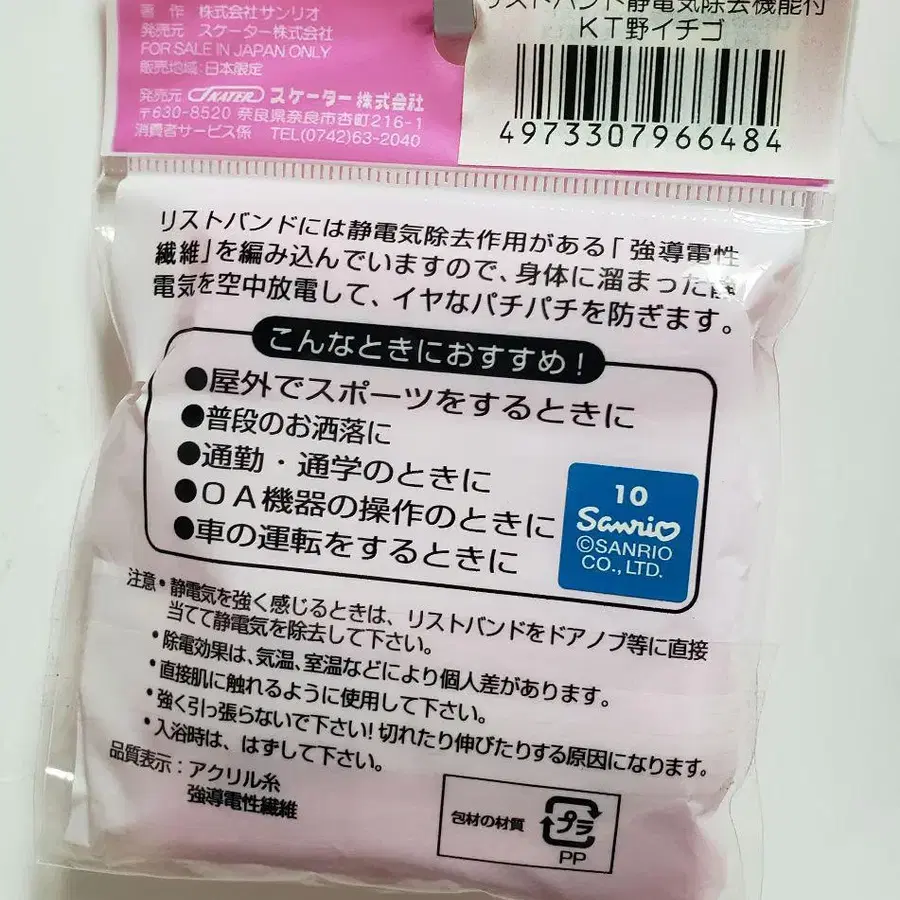 著 作 株式会社サンリオ
発売元 スケーター株式会社
FOR SALE IN JAPAN ONLY
販売地域:日本限定
発売元 SKATER スケーター株式会社
〒630-8520 奈良県奈良市杏町216-1
消費者サービス係 TEL(0742)63-2040
リストバンド静電気除去機能付
KT野イチゴ
4973307966484
リストバンドには静電気除去作用がある「強導電性
繊維」を編み込んでいますので、身体に溜まった静
電気を空中放電して、イヤなパチパチを防ぎます。
こんなときにおすすめ!
●屋外でスポーツをするときに
●普段のお洒落に
●通勤・通学のときに
●OA機器の操作のときに
●車の運転をするときに
10
Sanrio
©SANRIO
CO.,LTD.
注意•静電気を強く感じるときは、リストバンドをドアノブ等に直接
当てて静電気を除去して下さい。
•除電効果は、気温、室温などにより個人差があります。
•直接肌に触れるように使用して下さい。
•強く引っ張らないで下さい!切れたり伸びたりする原因になります。
•入浴時は、はずして下さい。
品質表示:アクリル糸
強導電性繊維
包材の材質
プラ
PP